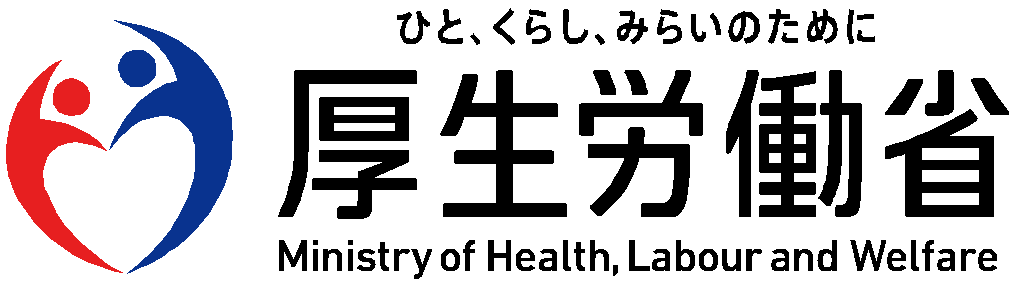 ひと、くらし、みらいのために
厚生労働省
Ministry of Health, Labour and Welfare